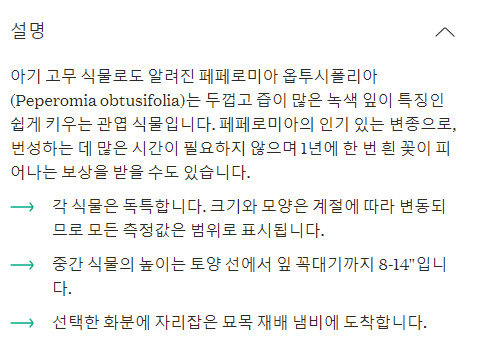 설명
아기 고무 식물로도 알려진 페페로미아 옵투시폴리아
(Peperomia obtusifolia)는 두껍고 즙이 많은 녹색 잎이 특징인
쉽게 키우는 관엽 식물입니다. 페페로미아의 인기 있는 변종으로,
번성하는 데 많은 시간이 필요하지 않으며 1년에 한 번 흰 꽃이 피
어나는 보상을 받을 수도 있습니다.
각 식물은 독특합니다. 크기와 모양은 계절에 따라 변동되
므로 모든 측정값은 범위로 표시됩니다.
중간 식물의 높이는 토양 선에서 잎 꼭대기까지 8-14"입니
다.
선택한 화분에 자리잡은 묘목 재배 냄비에 도착합니다.